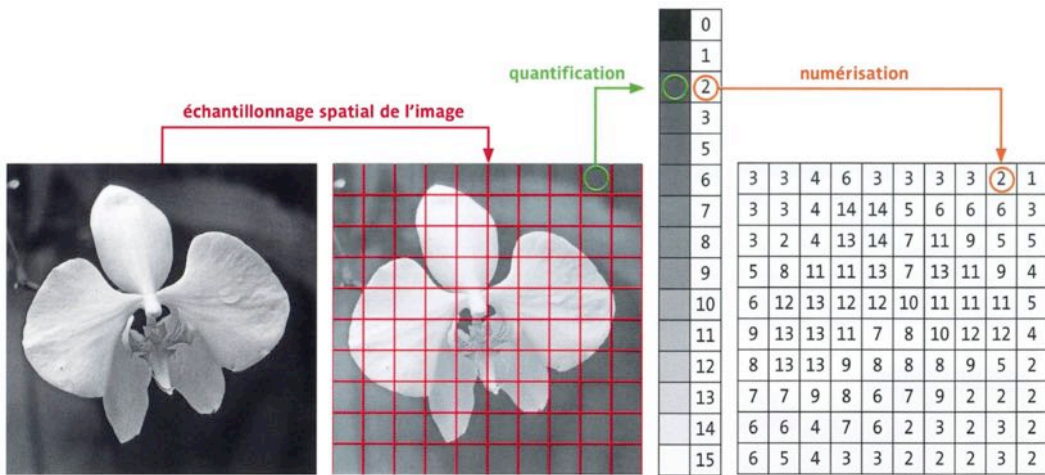 quantification
numérisation
échantillonnage spatial de l'image
0
1
2
3
5
6
7
8
9
10
11
12
13
14
15
3 3 4 6 3 3 3 3 2 1
3 3 4 14 14 5 6 6 6 3
3 2 4 13 14 7 11 9 5 5
5 8 11 11 13 7 13 11 9 4
6 12 13 12 12 10 11 11 11 5
9 13 13 11 7 8 10 12 12 4
8 13 13 9 8 8 8 9 5 2
7 7 9 8 6 7 9 2 2 2
6 6 4 7 6 2 3 2 3 2
6 5 4 3 3 2 2 2 3 2